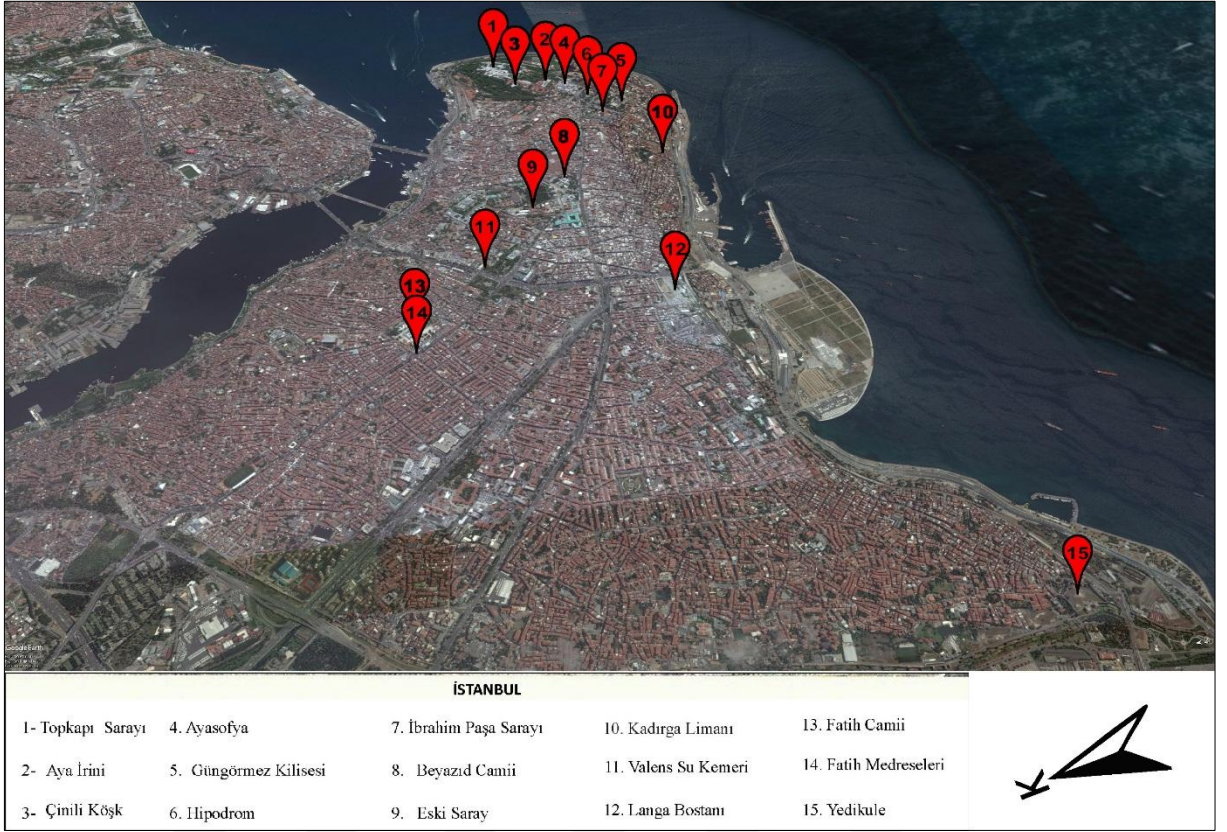 1
2
3
4
5
6
7
8
9
10
11
12
13
14
15
Google Earth
İSTANBUL
1- Topkapı Sarayı
2- Aya İrini
3- Çinili Köşk
4. Ayasofya
5. Güngörmez Kilisesi
6. Hipodrom
7. İbrahim Paşa Sarayı
8. Beyazıd Camii
9. Eski Saray
10. Kadırga Limanı
11. Valens Su Kemeri
12. Langa Bostanı
13. Fatih Camii
14. Fatih Medreseleri
15. Yedikule
K